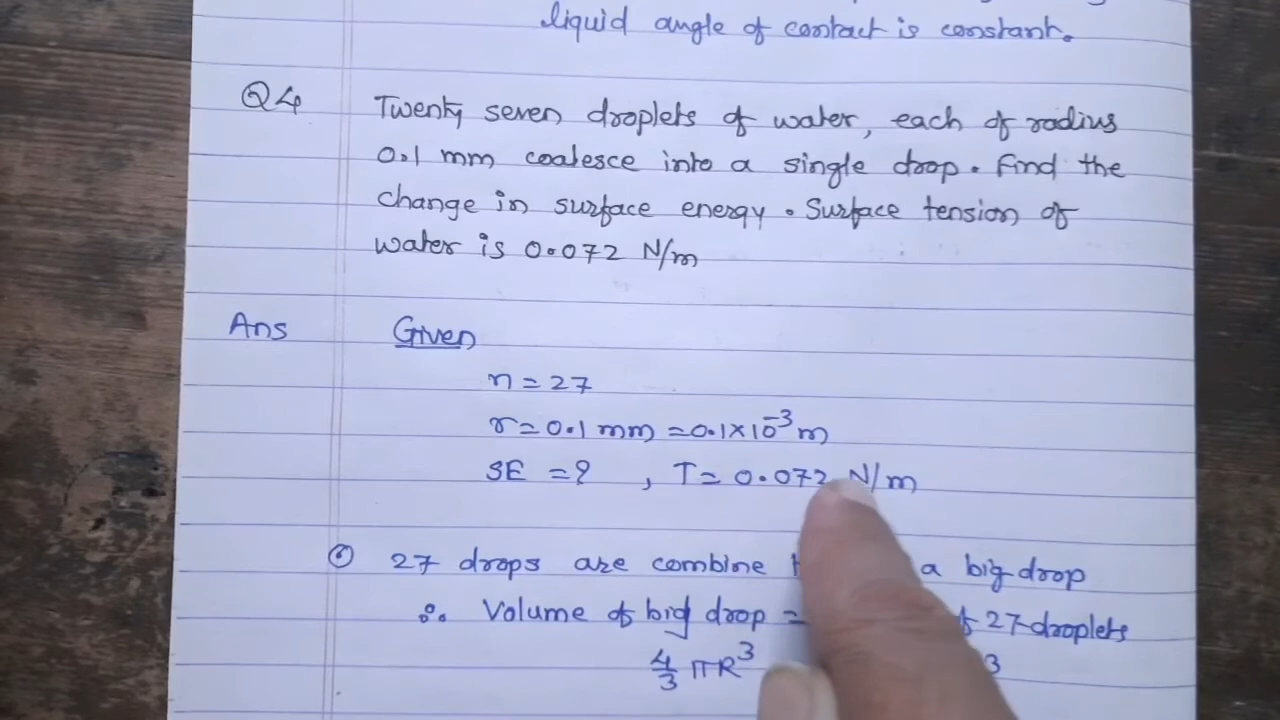 liquid angle of contact is constant.
Q4 Twenty seven droplets of water, each of radius
0.1 mm coalesce into a single drop. Find the
change in surface energy. Surface tension of
water is 0.072 N/m
Ans Given
n = 27
r = 0.1 mm = 0.1×10⁻³ m
SE = ? , T = 0.072 N/m
27 drops are combine a big drop
∴ Volume of big drop = 27 droplets
4/3 πR³ 3